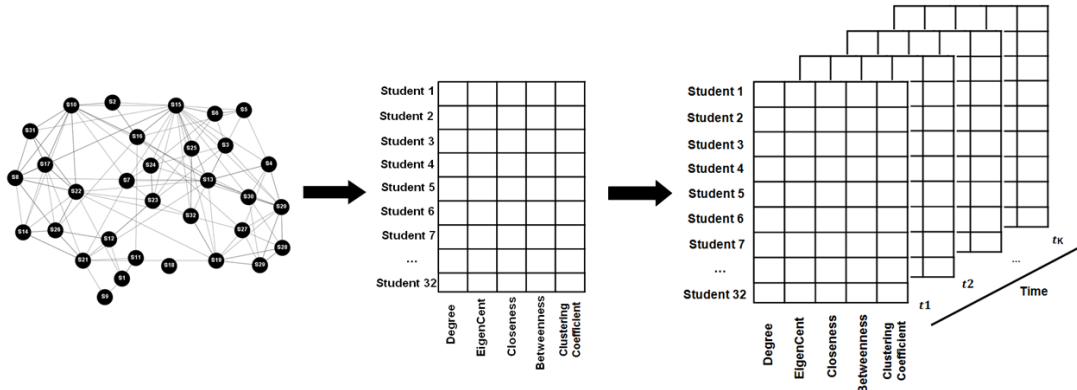 S10
S2
S15
S6
S5
S31
S16
S25
S3
S17
S24
S4
S8
S7
S13
S22
S23
S30
S20
S32
S14
S26
S12
S27
S28
S21
S11
S18
S19
S29
S1
S9
Student 1
Student 2
Student 3
Student 4
Student 5
Student 6
Student 7
...
Student 32
Degree
EigenCent
Closeness
Betweenness
Clustering
Coefficient
Student 1
Student 2
Student 3
Student 4
Student 5
Student 6
Student 7
...
Student 32
Degree
EigenCent
Closeness
Betweenness
Clustering
Coefficient
t1
t2
...
tK
Time